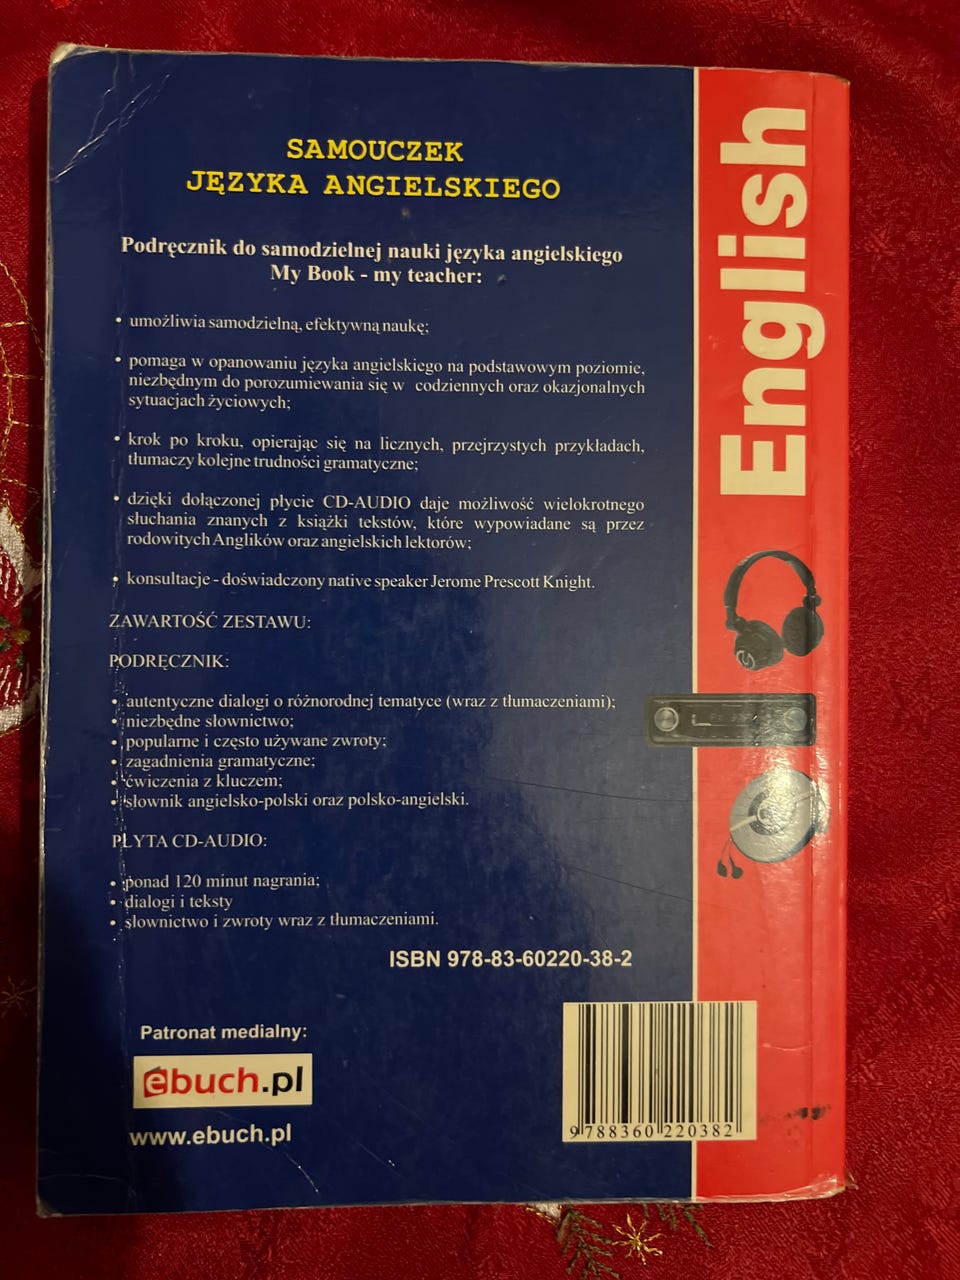 SAMOUCZEK
JĘZYKA ANGIELSKIEGO
Podręcznik do samodzielnej nauki języka angielskiego
My Book - my teacher:
• umożliwia samodzielną, efektywną naukę;
• pomaga w opanowaniu języka angielskiego na podstawowym poziomie,
niezbędnym do porozumiewania się w codziennych oraz okazjonalnych
sytuacjach życiowych;
• krok po kroku, opierając się na licznych, przejrzystych przykładach,
tłumaczy kolejne trudności gramatyczne;
• dzięki dołączonej płycie CD-AUDIO daje możliwość wielokrotnego
słuchania znanych z książki tekstów, które wypowiadane są przez
rodowitych Anglików oraz angielskich lektorów;
• konsultacje - doświadczony native speaker Jerome Prescott Knight.
ZAWARTOŚĆ ZESTAWU:
PODRĘCZNIK:
• autentyczne dialogi o różnorodnej tematyce (wraz z tłumaczeniami);
• niezbędne słownictwo;
• popularne i często używane zwroty;
• zagadnienia gramatyczne;
• ćwiczenia z kluczem;
• słownik angielsko-polski oraz polsko-angielski.
PŁYTA CD-AUDIO:
• ponad 120 minut nagrania;
• dialogi i teksty
• słownictwo i zwroty wraz z tłumaczeniami.
ISBN 978-83-60220-38-2
Patronat medialny:
ebuch.pl
www.ebuch.pl
9 788360 220382
English